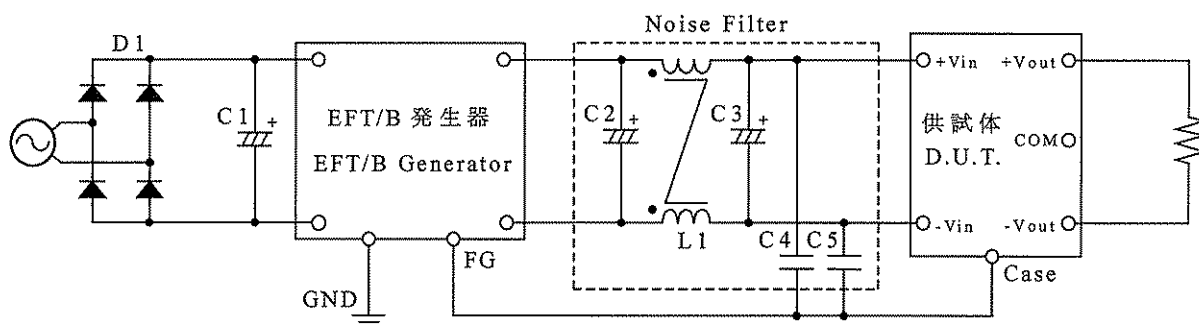 Noise Filter
D1
C1
+
EFT/B 発生器
EFT/B Generator
C2
+
C3
+
+Vin
+Vout
供試体
D.U.T.
COM
-Vin
-Vout
L1
C4
C5
FG
Case
GND